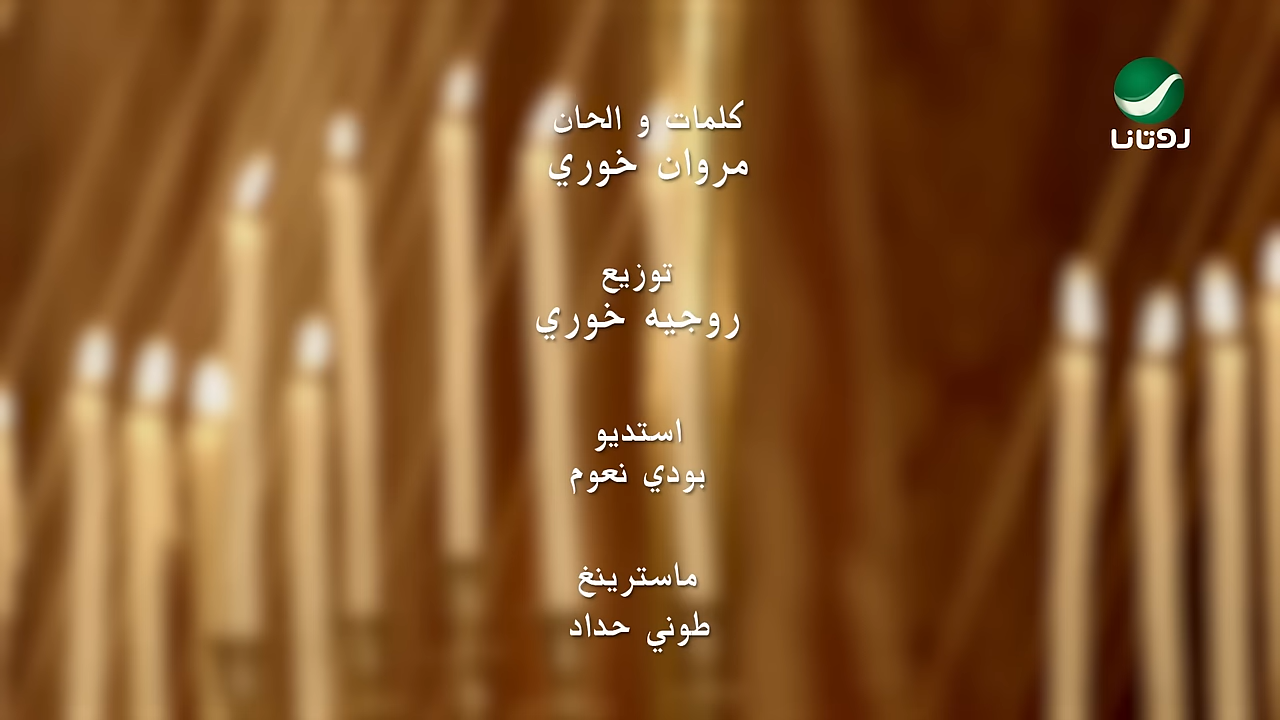 روتانا
كلمات و الحان
مروان خوري
توزيع
روجيه خوري
استديو
بودي نعوم
ماسترينغ
طوني حداد